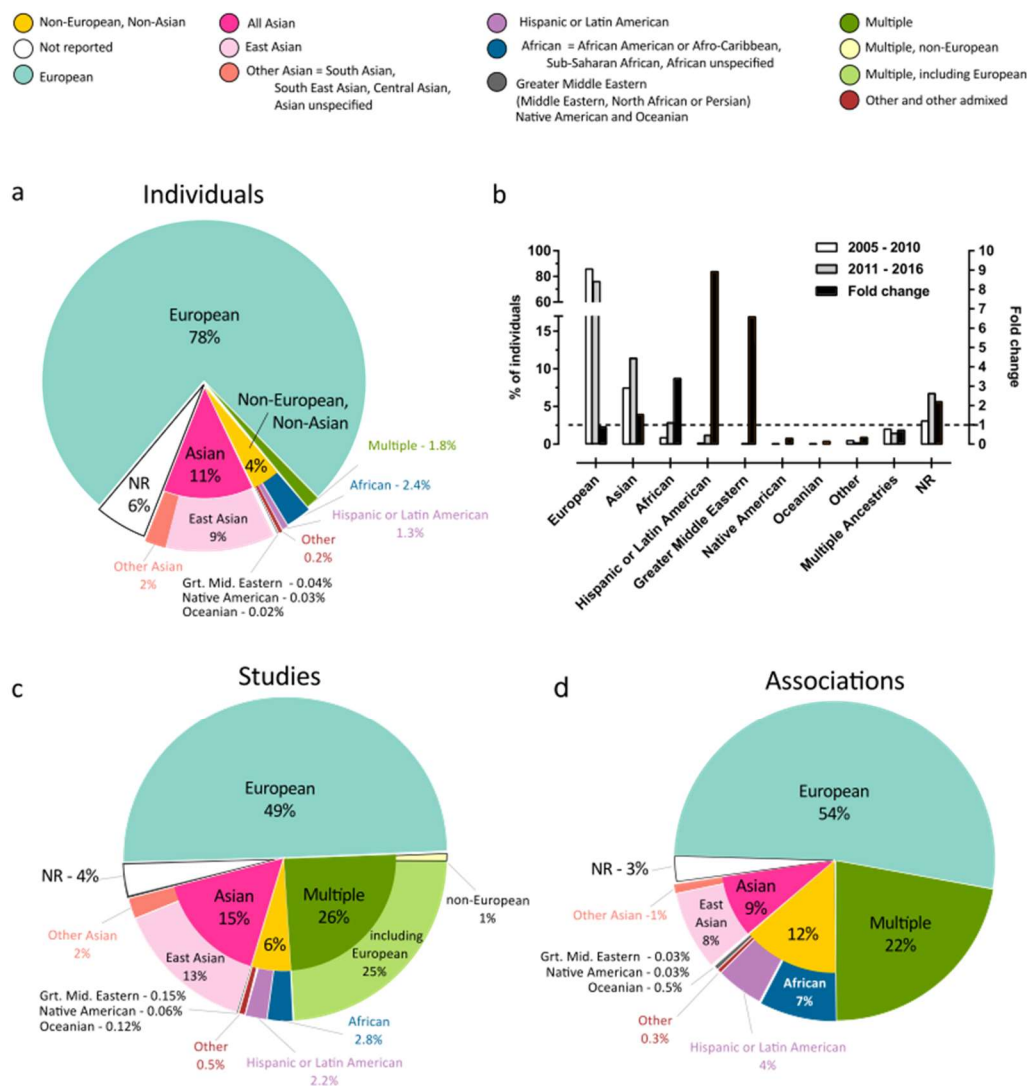 Non-European, Non-Asian
Not reported
European
All Asian
East Asian
Other Asian = South Asian,
South East Asian, Central Asian,
Asian unspecified
Hispanic or Latin American
African = African American or Afro-Caribbean,
Sub-Saharan African, African unspecified
Greater Middle Eastern
(Middle Eastern, North African or Persian)
Native American and Oceanian
Multiple
Multiple, non-European
Multiple, including European
Other and other admixed
a
Individuals
European
78%
Non-European,
Non-Asian
Multiple - 1.8%
Asian
11%
4%
NR
6%
African - 2.4%
East Asian
9%
Hispanic or Latin American
1.3%
Other
0.2%
Other Asian
2%
Grt. Mid. Eastern - 0.04%
Native American - 0.03%
Oceanian - 0.02%
b
2005 - 2010
2011 - 2016
Fold change
% of individuals
100
80
60
15
10
5
0
Fold change
10
9
8
7
6
5
4
3
2
1
0
European
Asian
African
Hispanic or Latin American
Greater Middle Eastern
Native American
Oceanian
Other
Multiple Ancestries
NR
c
Studies
European
49%
NR - 4%
Asian
15%
Multiple
26%
6%
non-European
1%
including
European
25%
Other Asian
2%
East Asian
13%
Grt. Mid. Eastern - 0.15%
Native American - 0.06%
Oceanian - 0.12%
Other
0.5%
African
2.8%
Hispanic or Latin American
2.2%
d
Associations
European
54%
NR - 3%
Asian
9%
Other Asian -1%
East
Asian
8%
12%
Multiple
22%
Grt. Mid. Eastern - 0.03%
Native American - 0.03%
Oceanian - 0.5%
African
7%
Other
0.3%
Hispanic or Latin American
4%